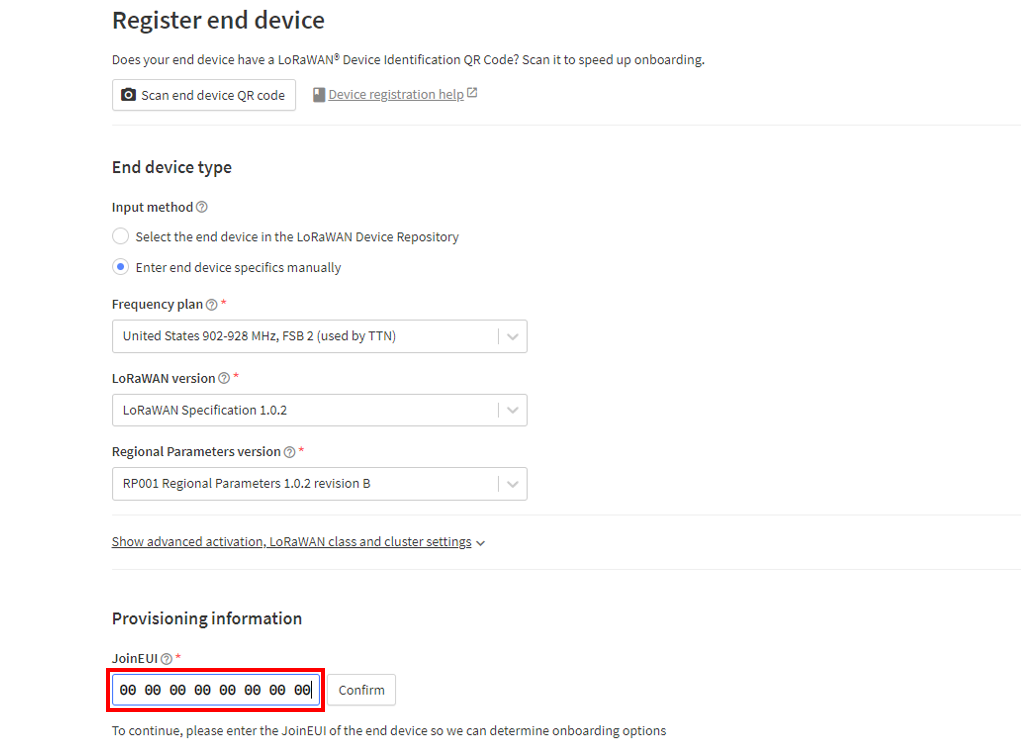 Register end device
Does your end device have a LoRaWAN® Device Identification QR Code? Scan it to speed up onboarding.
Scan end device QR code Device registration help
End device type
Input method
Select the end device in the LoRaWAN Device Repository
Enter end device specifics manually
Frequency plan *
United States 902-928 MHz, FSB 2 (used by TTN)
LoRaWAN version *
LoRaWAN Specification 1.0.2
Regional Parameters version *
RP001 Regional Parameters 1.0.2 revision B
Show advanced activation, LoRaWAN class and cluster settings
Provisioning information
JoinEUI *
00 00 00 00 00 00 00 00 Confirm
To continue, please enter the JoinEUI of the end device so we can determine onboarding options